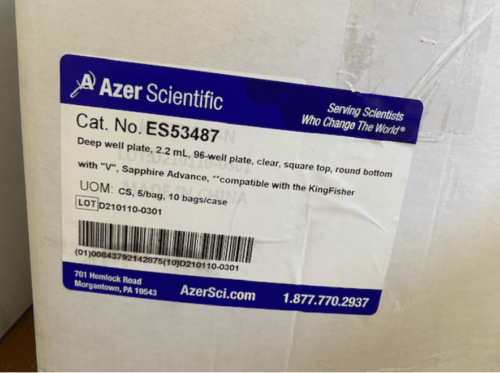 Azer Scientific
Serving Scientists
Who Change The World®
Cat. No. ES53487
Deep well plate, 2.2 mL, 96-well plate, clear, square top, round bottom
with "V", Sapphire Advance, **compatible with the KingFisher
UOM: CS, 5/bag, 10 bags/case
LOT D210110-0301
(01)00843792142875(10)D210110-0301
701 Hemlock Road
Morgantown, PA 19543
AzerSci.com
1.877.770.2937